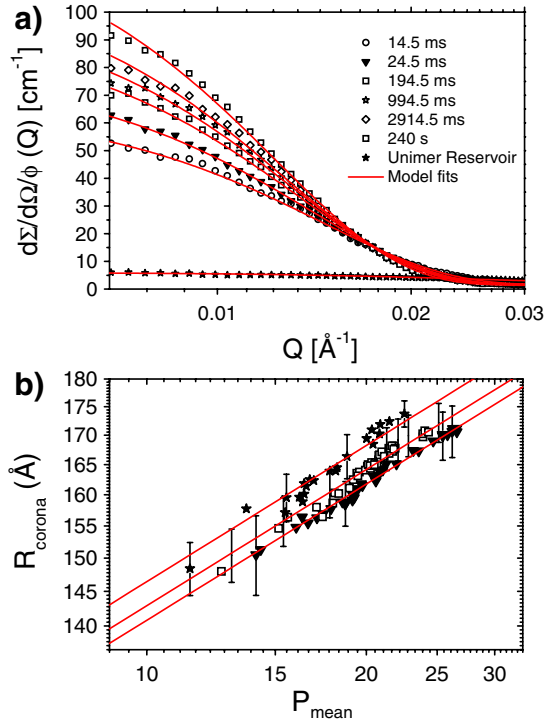 a)
dΣ/dΩ/ϕ (Q) [cm⁻¹]
100
90
80
70
60
50
40
30
20
10
0
14.5 ms
24.5 ms
194.5 ms
994.5 ms
2914.5 ms
240 s
Unimer Reservoir
Model fits
0.01
0.02
0.03
Q [Å⁻¹]
b)
R_corona (Å)
180
175
170
165
160
155
150
145
140
10
15
20
25
30
P_mean